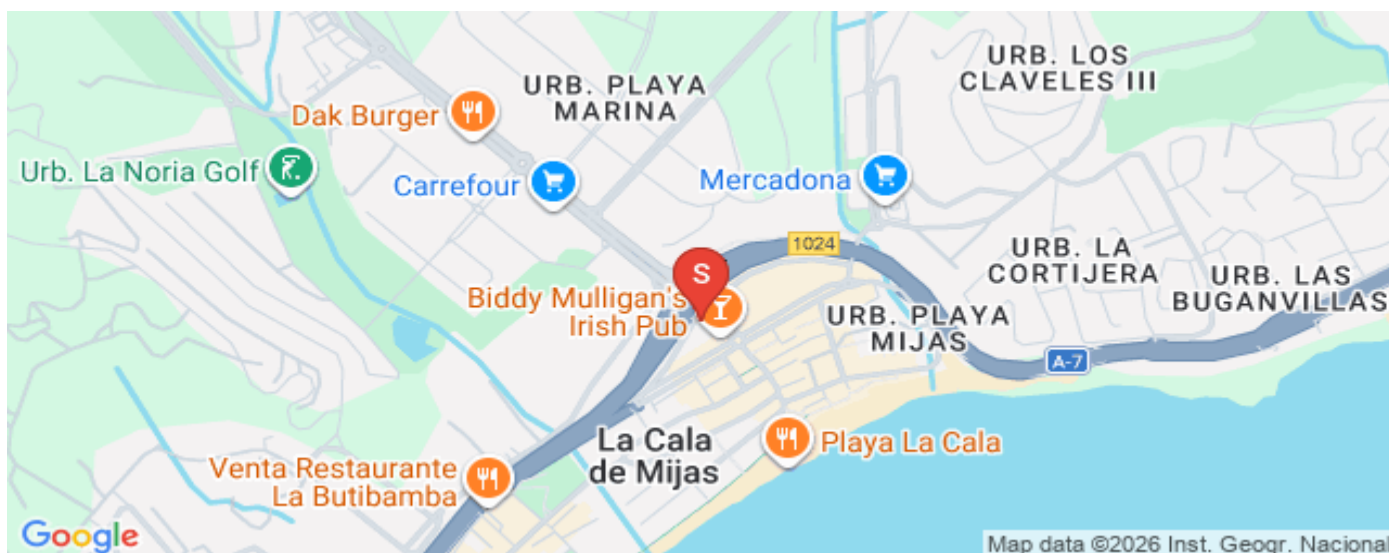 URB. LOS
CLAVELES III
URB. PLAYA
MARINA
Dak Burger
Urb. La Noria Golf
Carrefour
Mercadona
1024
S
URB. LA
CORTIJERA
URB. LAS
BUGANVILLAS
Biddy Mulligan's
Irish Pub
URB. PLAYA
MIJAS
A-7
La Cala
de Mijas
Playa La Cala
Venta Restaurante
La Butibamba
Google
Map data ©2026 Inst. Geogr. Nacional